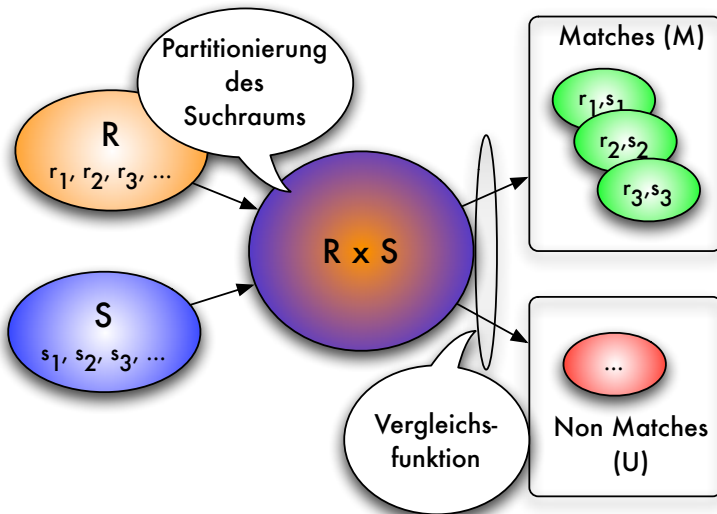 Partitionierung
des
Suchraums
R
r1, r2, r3, ...
S
s1, s2, s3, ...
R x S
Vergleichs-
funktion
Matches (M)
r1,s1
r2,s2
r3,s3
...
Non Matches
(U)